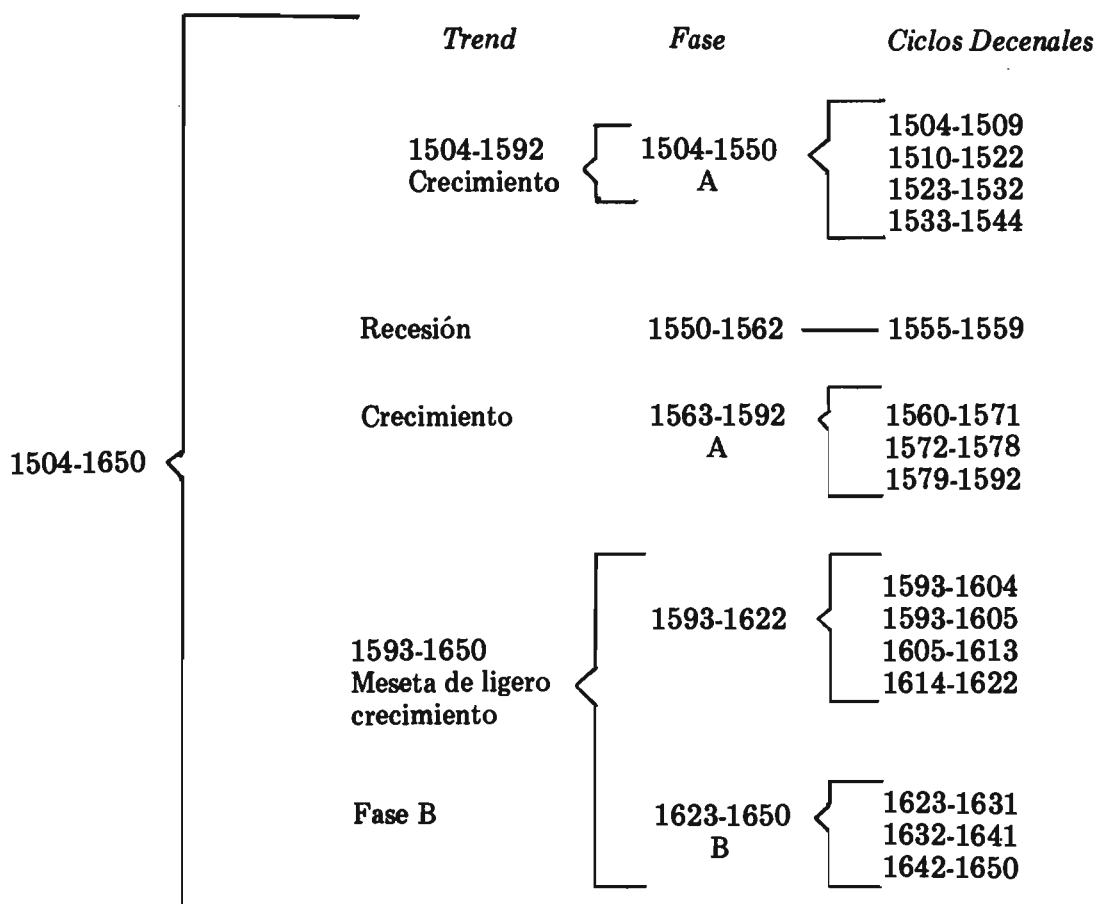 Trend Fase Ciclos Decenales
1504-1509
1504-1592 1504-1550 1510-1522
Crecimiento A 1523-1532
1533-1544
Recesión 1550-1562 1555-1559
Crecimiento 1563-1592 1560-1571
A 1572-1578
1504-1650
1579-1592
1593-1604
1593-1622 1593-1605
1593-1650 1605-1613
Meseta de ligero 1614-1622
crecimiento
Fase B 1623-1650 1623-1631
B 1632-1641
1642-1650